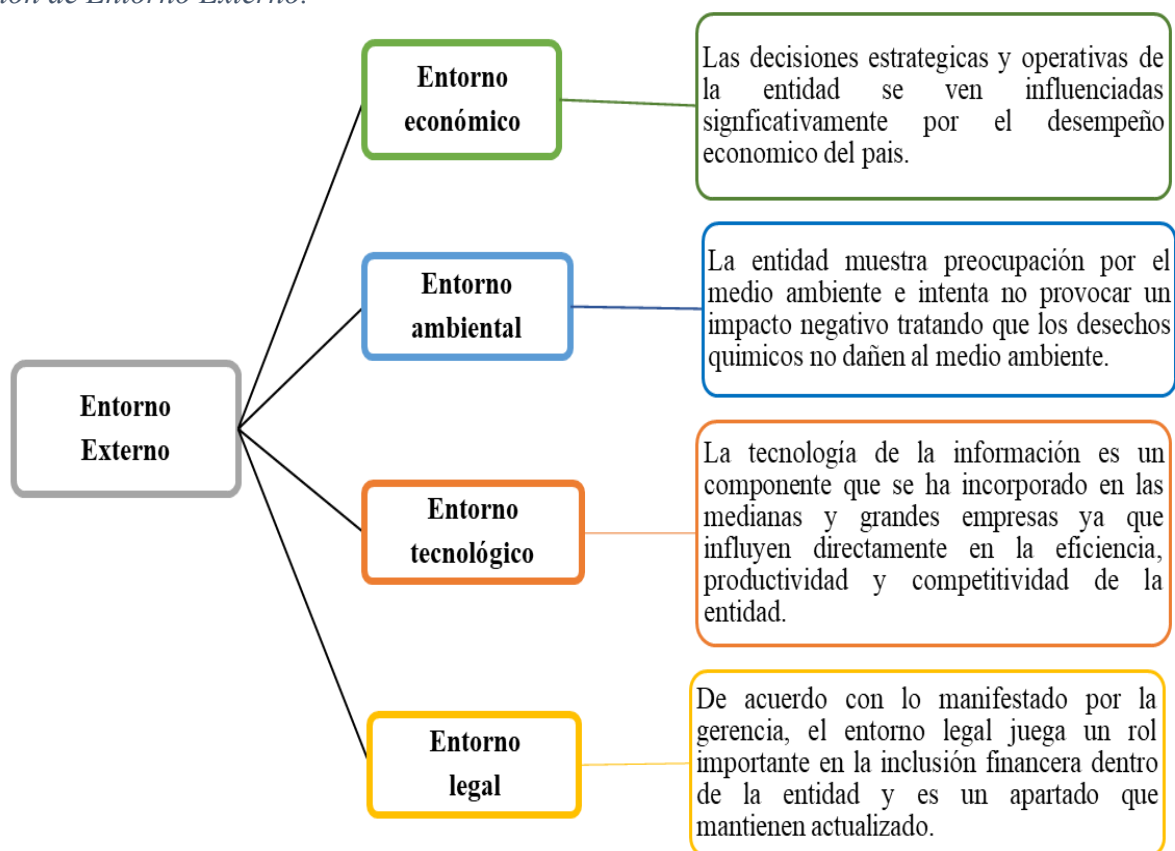 ión de Entorno Externo.
Entorno
económico
Las decisiones estrategicas y operativas de
la entidad se ven influenciadas
signficativamente por el desempeño
economico del pais.
Entorno
ambiental
La entidad muestra preocupación por el
medio ambiente e intenta no provocar un
impacto negativo tratando que los desechos
quimicos no dañen al medio ambiente.
Entorno
Externo
Entorno
tecnológico
La tecnología de la información es un
componente que se ha incorporado en las
medianas y grandes empresas ya que
influyen directamente en la eficiencia,
productividad y competitividad de la
entidad.
Entorno
legal
De acuerdo con lo manifestado por la
gerencia, el entorno legal juega un rol
importante en la inclusión financera dentro
de la entidad y es un apartado que
mantienen actualizado.